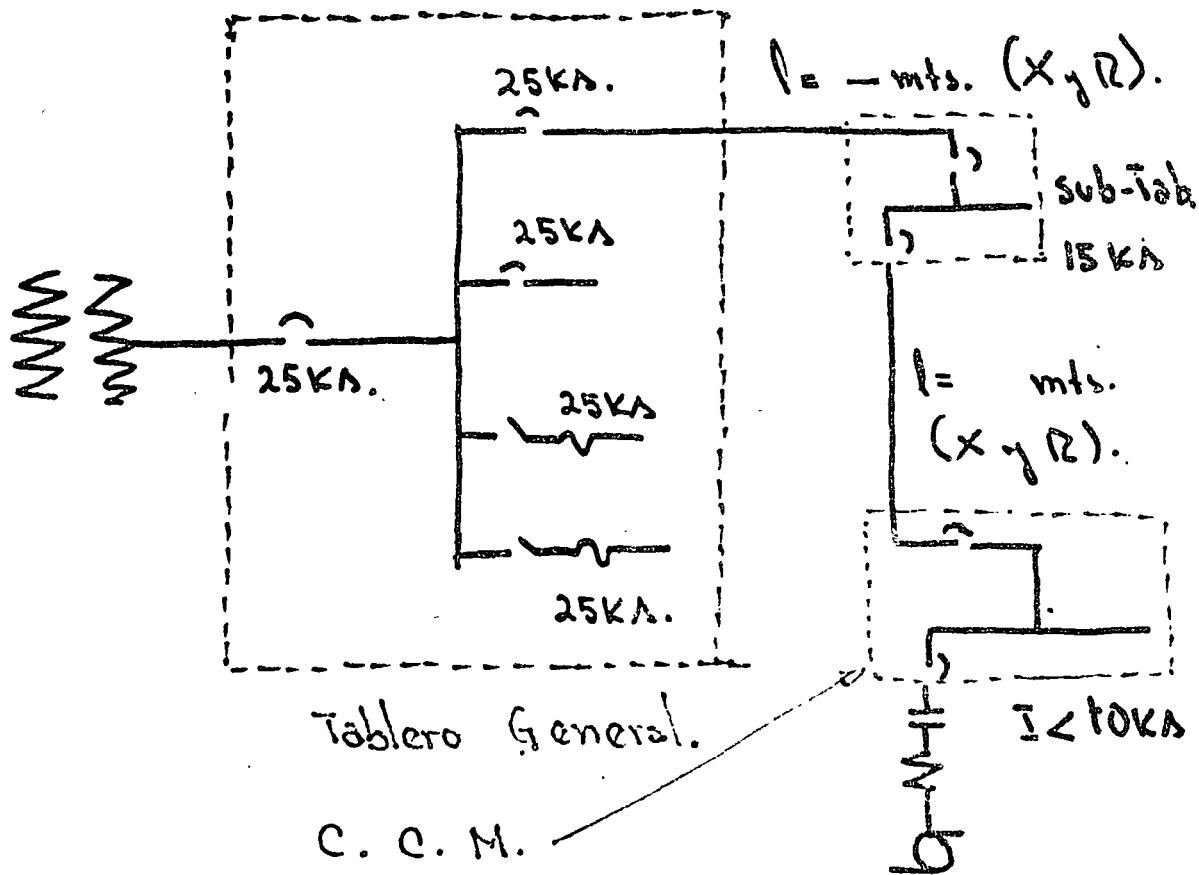 25KA.
l= — mts. (X y R).
25KA
sub-Tab.
15KA
25KA.
l= mts.
(X y R).
25KA
25KA.
Tablero General.
I<10KA
C. C. M.